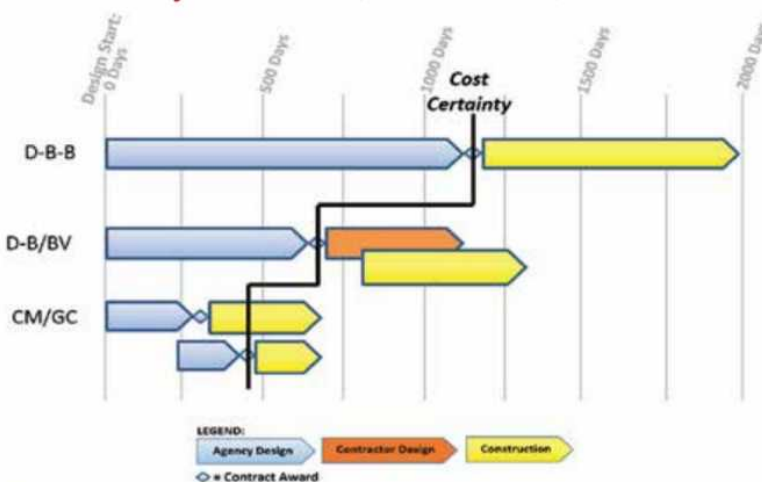 Design Start:
0 Days
500 Days
1000 Days
1500 Days
2000 Days
Cost
Certainty
D-B-B
D-B/BV
CM/GC
LEGEND:
Agency Design
Contractor Design
Construction
= Contract Award